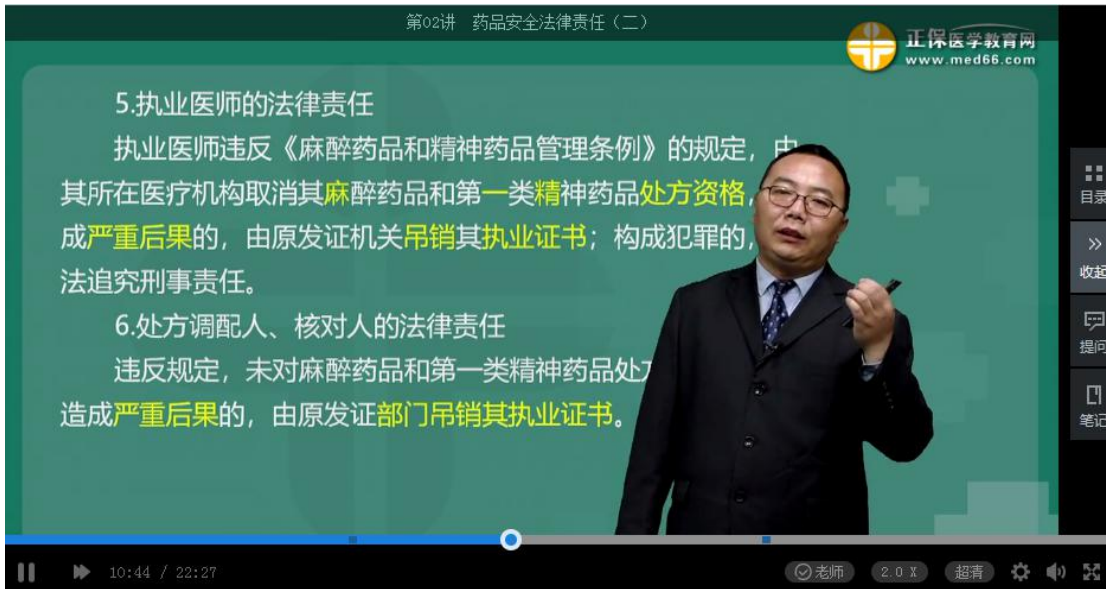 第02讲 药品安全法律责任（二）
正保医学教育网
www.med66.com
5.执业医师的法律责任
执业医师违反《麻醉药品和精神药品管理条例》的规定，由
其所在医疗机构取消其麻醉药品和第一类精神药品处方资格，
成严重后果的，由原发证机关吊销其执业证书；构成犯罪的，
法追究刑事责任。
6.处方调配人、核对人的法律责任
违反规定，未对麻醉药品和第一类精神药品处
造成严重后果的，由原发证部门吊销其执业证书。
目录
收起
提问
笔记
10:44 / 22:27
老师
2.0 X
超清